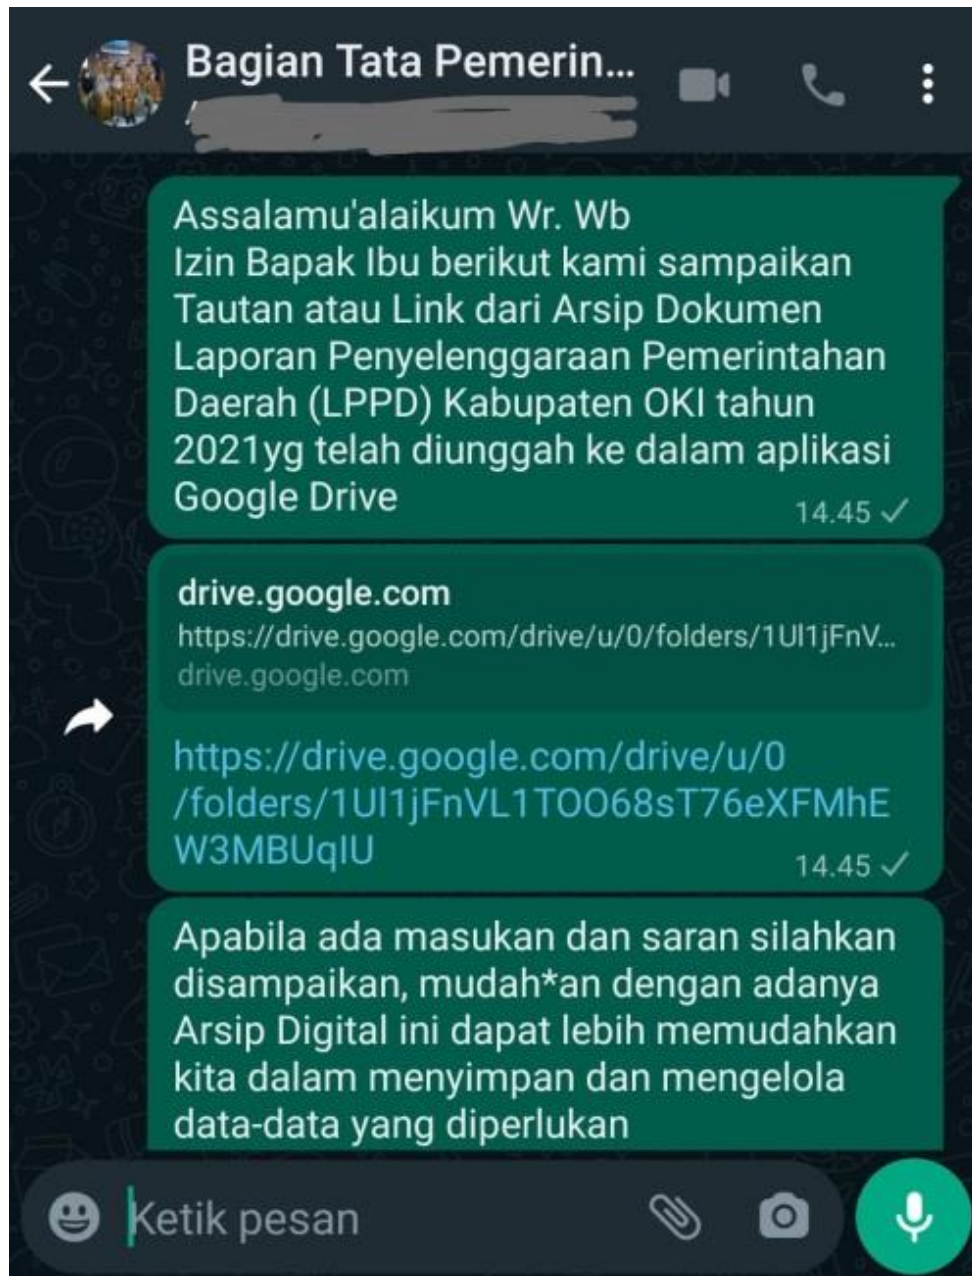 Bagian Tata Pemerin...
Assalamu'alaikum Wr. Wb
Izin Bapak Ibu berikut kami sampaikan
Tautan atau Link dari Arsip Dokumen
Laporan Penyelenggaraan Pemerintahan
Daerah (LPPD) Kabupaten OKI tahun
2021yg telah diunggah ke dalam aplikasi
Google Drive
14.45
drive.google.com
https://drive.google.com/drive/u/0/folders/1Ul1jFnV...
drive.google.com
https://drive.google.com/drive/u/0
/folders/1Ul1jFnVL1TOO68sT76eXFMhE
W3MBUqIU
14.45
Apabila ada masukan dan saran silahkan
disampaikan, mudah*an dengan adanya
Arsip Digital ini dapat lebih memudahkan
kita dalam menyimpan dan mengelola
data-data yang diperlukan
Ketik pesan